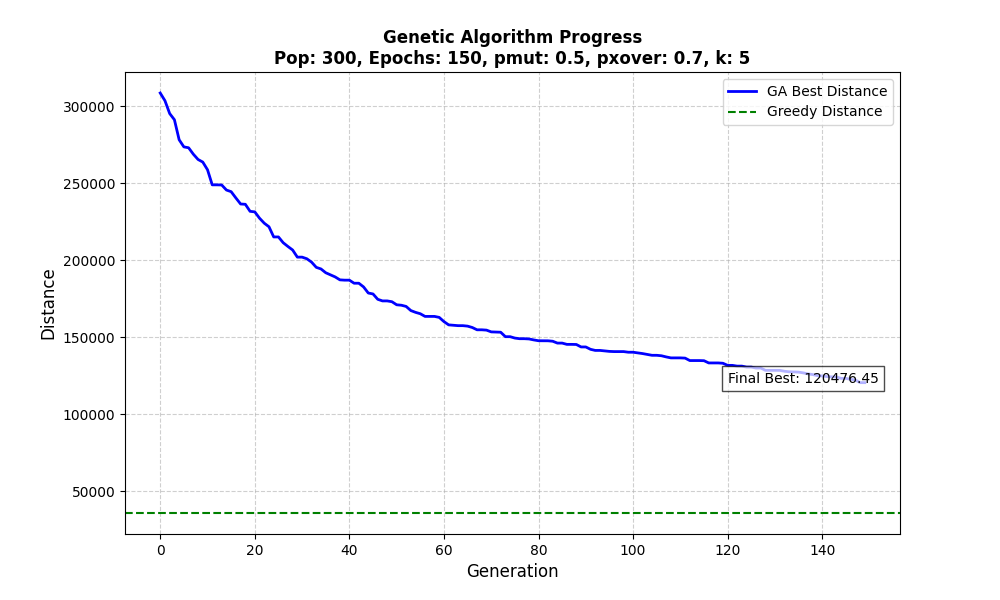 Genetic Algorithm Progress
Pop: 300, Epochs: 150, pmut: 0.5, pxover: 0.7, k: 5
GA Best Distance
Greedy Distance
300000
250000
200000
150000
100000
50000
Distance
Final Best: 120476.45
0 20 40 60 80 100 120 140
Generation